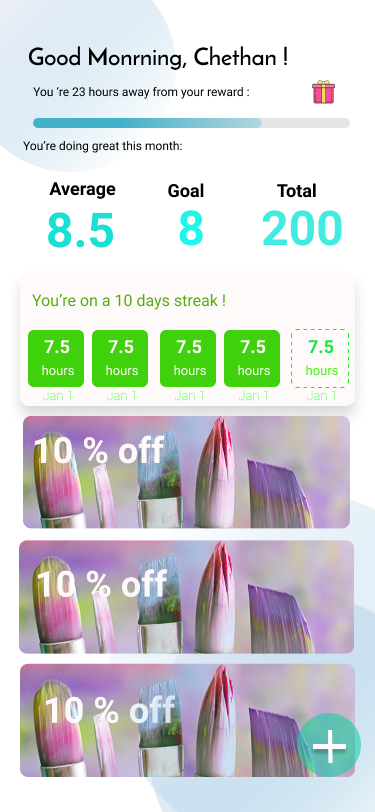 Good Monrning, Chethan !
You ‘re 23 hours away from your reward :
You’re doing great this month:
Average Goal Total
8.5 8 200
You’re on a 10 days streak !
7.5 7.5 7.5 7.5 7.5
hours hours hours hours hours
Jan 1 Jan 1 Jan 1 Jan 1 Jan 1
10 % off
10 % off
10 % off